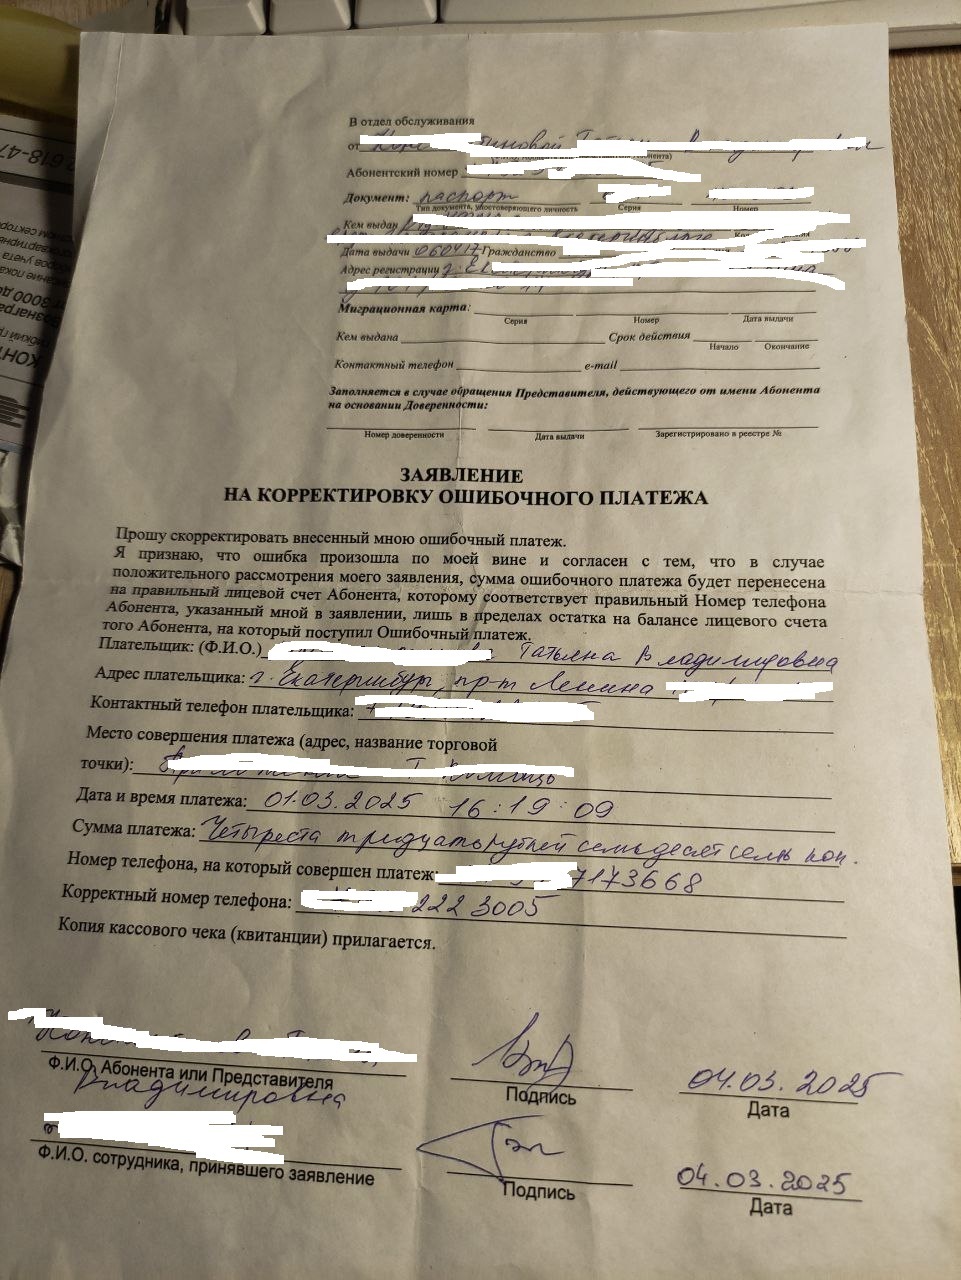 В отдел обслуживания
от
Абонентский номер
Документ: паспорт
Тип документа, удостоверяющего личность Серия Номер
Кем выдан
Дата выдачи 060417 Гражданство
Адрес регистрации г.
Миграционная карта:
Серия Номер Дата выдачи
Кем выдана Срок действия
Начало Окончание
Контактный телефон e-mail
Заполняется в случае обращения Представителя, действующего от имени Абонента
на основании Доверенности:
Номер доверенности Дата выдачи Зарегистрировано в реестре №
ЗАЯВЛЕНИЕ
НА КОРРЕКТИРОВКУ ОШИБОЧНОГО ПЛАТЕЖА
Прошу скорректировать внесенный мною ошибочный платеж.
Я признаю, что ошибка произошла по моей вине и согласен с тем, что в случае
положительного рассмотрения моего заявления, сумма ошибочного платежа будет перенесена
на правильный лицевой счет Абонента, которому соответствует правильный Номер телефона
Абонента, указанный мной в заявлении, лишь в пределах остатка на балансе лицевого счета
того Абонента, на который поступил Ошибочный платеж.
Плательщик: (Ф.И.О.) Татьяна Владимировна
Адрес плательщика: г. Екатеринбург, пр-т Ленина
Контактный телефон плательщика:
Место совершения платежа (адрес, название торговой
точки):
Дата и время платежа: 01.03.2025 16:19:09
Сумма платежа: Четыреста тридцать рублей семьдесят семь коп.
Номер телефона, на который совершен платеж: 7173668
Корректный номер телефона: 222 3005
Копия кассового чека (квитанции) прилагается.
Ф.И.О. Абонента или Представителя Подпись 04.03.2025
Владимировна Дата
Ф.И.О. сотрудника, принявшего заявление Подпись 04.03.2025
Дата